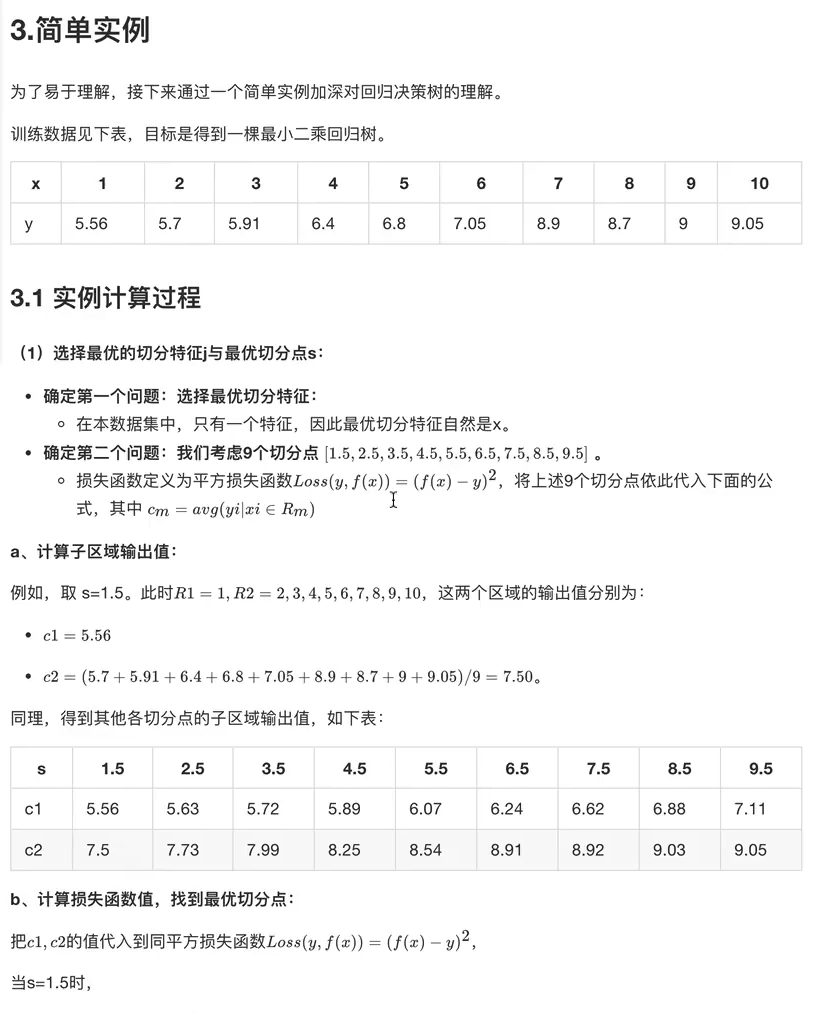 3.简单实例
为了易于理解，接下来通过一个简单实例加深对回归决策树的理解。
训练数据见下表，目标是得到一棵最小二乘回归树。
x 1 2 3 4 5 6 7 8 9 10
y 5.56 5.7 5.91 6.4 6.8 7.05 8.9 8.7 9 9.05
3.1 实例计算过程
（1）选择最优的切分特征j与最优切分点s：
• 确定第一个问题：选择最优切分特征：
◦ 在本数据集中，只有一个特征，因此最优切分特征自然是x。
• 确定第二个问题：我们考虑9个切分点 [1.5, 2.5, 3.5, 4.5, 5.5, 6.5, 7.5, 8.5, 9.5] 。
◦ 损失函数定义为平方损失函数Loss(y, f(x)) = (f(x) − y)²，将上述9个切分点依此代入下面的公
式，其中 cm = avg(yi|xi ∈ Rm)
a、计算子区域输出值：
例如，取 s=1.5。此时R1 = 1, R2 = 2, 3, 4, 5, 6, 7, 8, 9, 10，这两个区域的输出值分别为：
• c1 = 5.56
• c2 = (5.7 + 5.91 + 6.4 + 6.8 + 7.05 + 8.9 + 8.7 + 9 + 9.05)/9 = 7.50。
同理，得到其他各切分点的子区域输出值，如下表：
s 1.5 2.5 3.5 4.5 5.5 6.5 7.5 8.5 9.5
c1 5.56 5.63 5.72 5.89 6.07 6.24 6.62 6.88 7.11
c2 7.5 7.73 7.99 8.25 8.54 8.91 8.92 9.03 9.05
b、计算损失函数值，找到最优切分点：
把c1, c2的值代入到同平方损失函数Loss(y, f(x)) = (f(x) − y)²，
当s=1.5时，